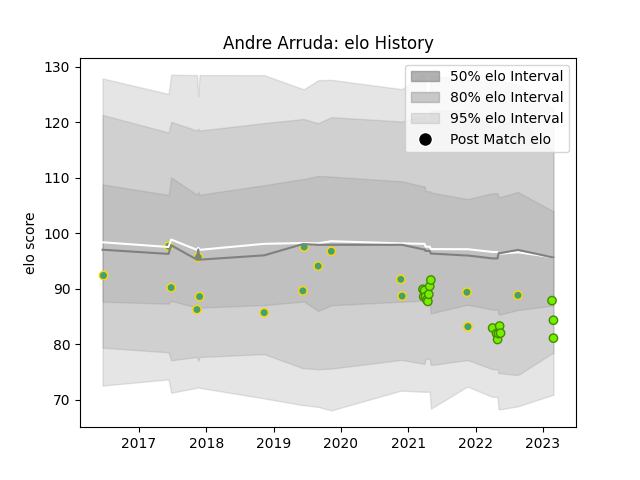 Andre Arruda: elo History
130
120
110
100
90
80
70
elo score
50% elo Interval
80% elo Interval
95% elo Interval
Post Match elo
2017
2018
2019
2020
2021
2022
2023